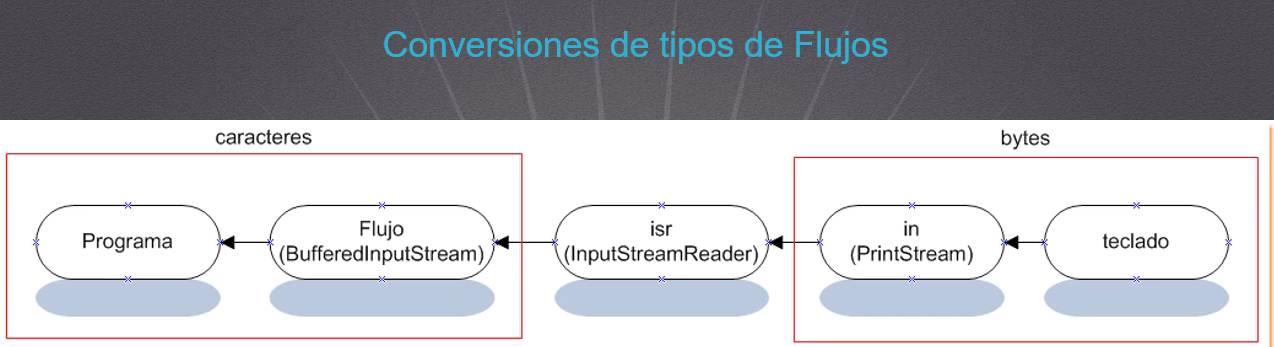 Conversiones de tipos de Flujos
caracteres
bytes
Programa
Flujo
(BufferedInputStream)
isr
(InputStreamReader)
in
(PrintStream)
teclado